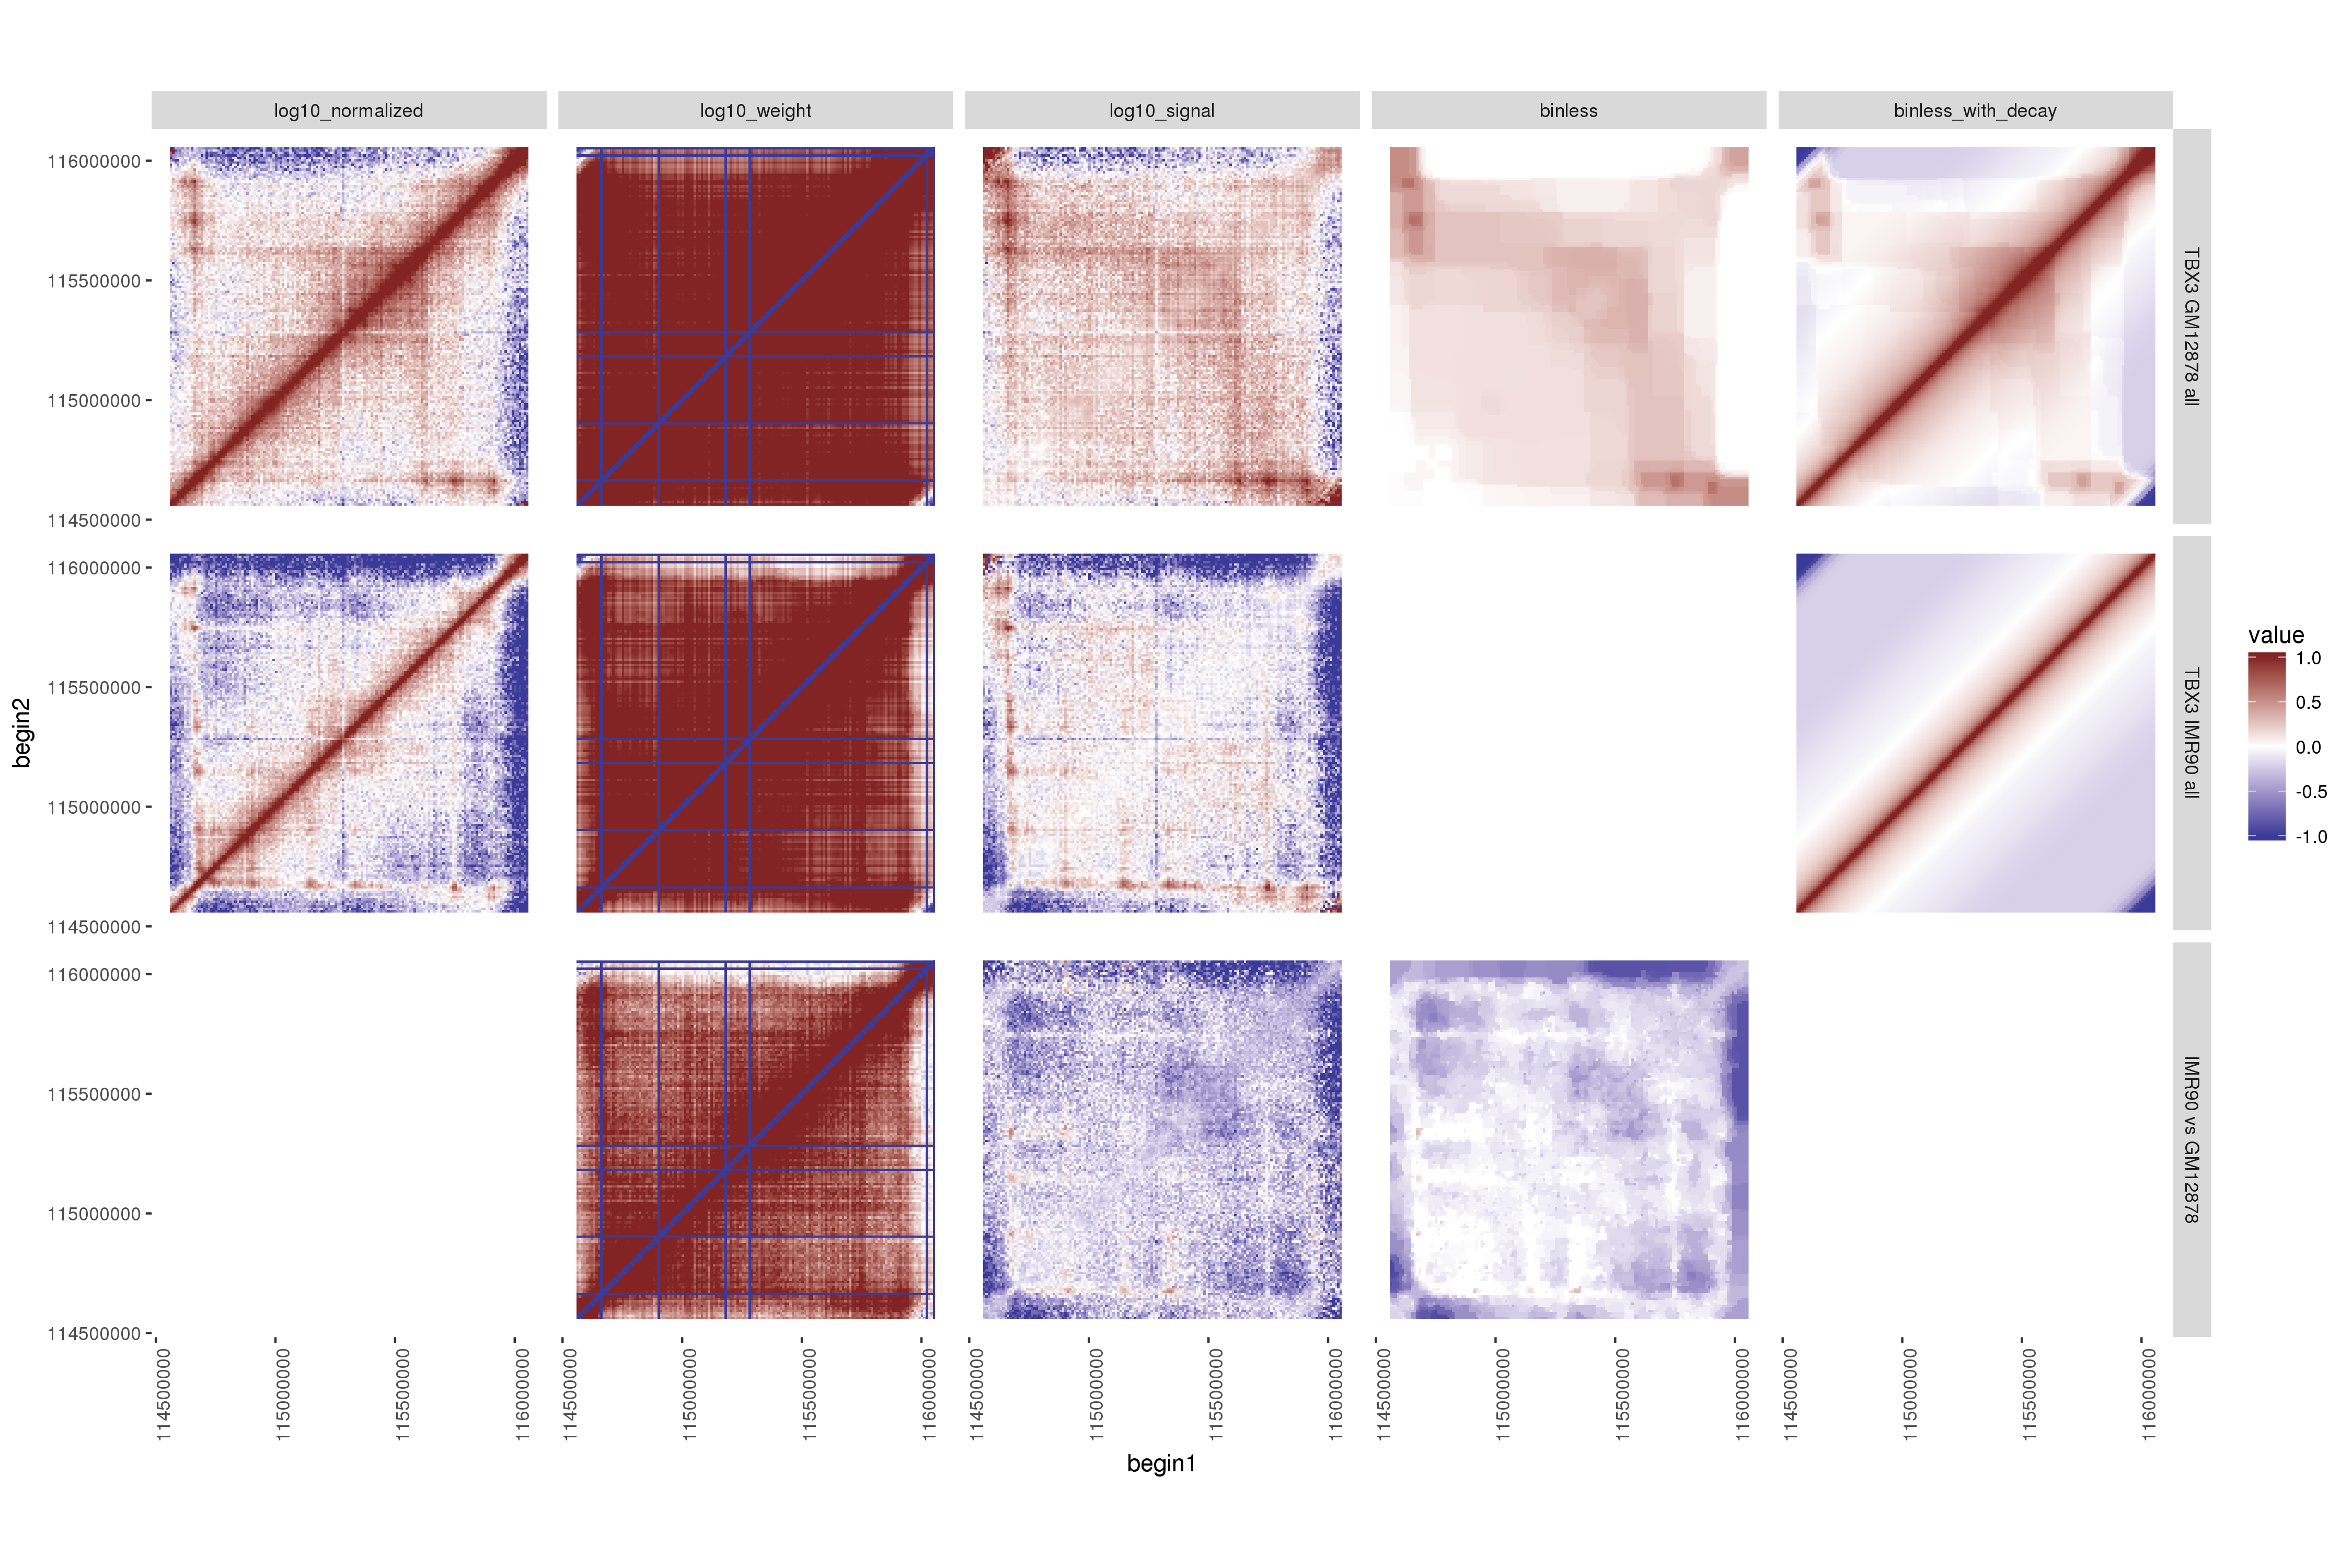 log10_normalized log10_weight log10_signal binless binless_with_decay
116000000
115500000
115000000
114500000
TBX3 GM12878 all
116000000
115500000
115000000
114500000
TBX3 IMR90 all
116000000
115500000
115000000
114500000
IMR90 vs GM12878
begin2
114500000 115000000 115500000 116000000 114500000 115000000 115500000 116000000 114500000 115000000 115500000 116000000 114500000 115000000 115500000 116000000 114500000 115000000 115500000 116000000
begin1
value
1.0
0.5
0.0
-0.5
-1.0